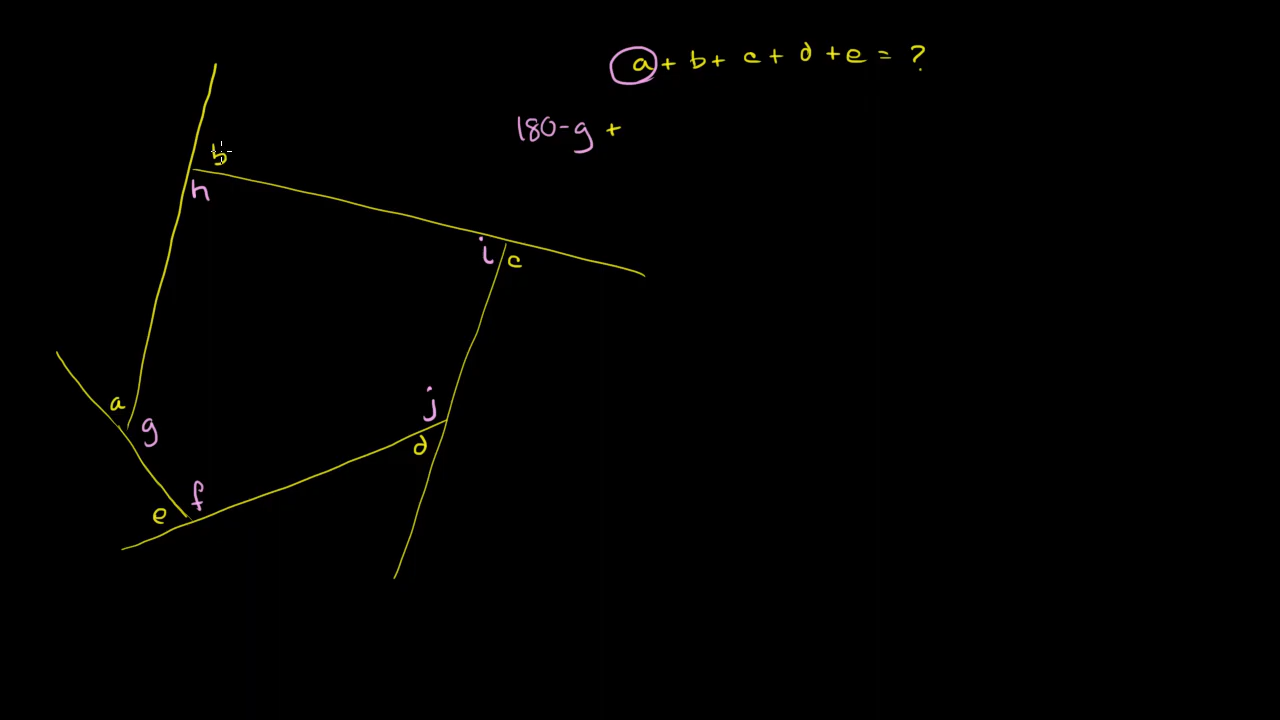 a + b + c + d + e = ?
180-g +
b
h
i c
a
j
g
d
f
e